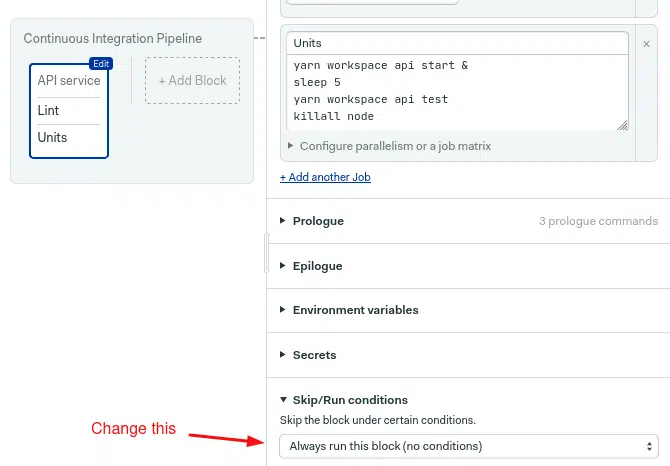 Continuous Integration Pipeline
Edit
API service
Lint
Units
+ Add Block
Units
x
yarn workspace api start &
sleep 5
yarn workspace api test
killall node
Configure parallelism or a job matrix
+ Add another Job
Prologue
3 prologue commands
Epilogue
Environment variables
Secrets
Skip/Run conditions
Skip the block under certain conditions.
Change this
Always run this block (no conditions)